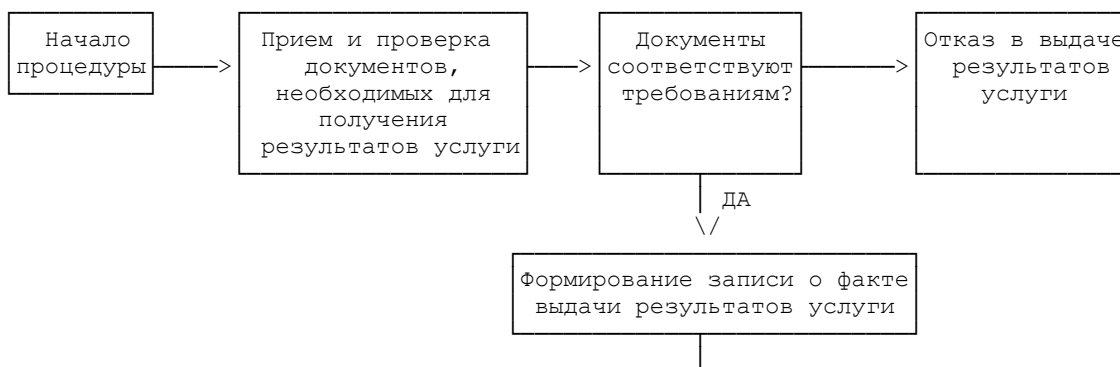 Начало
процедуры
Прием и проверка
документов,
необходимых для
получения
результатов услуги
Документы
соответствуют
требованиям?
Отказ в выдаче
результатов
услуги
ДА
Формирование записи о факте
выдачи результатов услуги